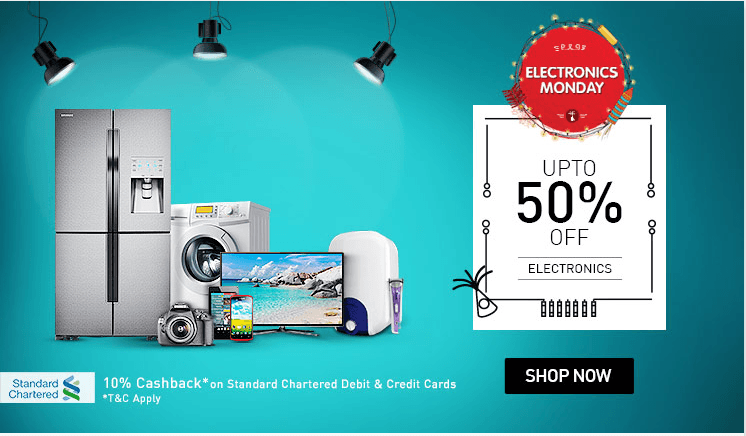 ELECTRONICS
MONDAY
UPTO
50%
OFF
ELECTRONICS
SHOP NOW
Standard
Chartered
10% Cashback* on Standard Chartered Debit & Credit Cards
*T&C Apply